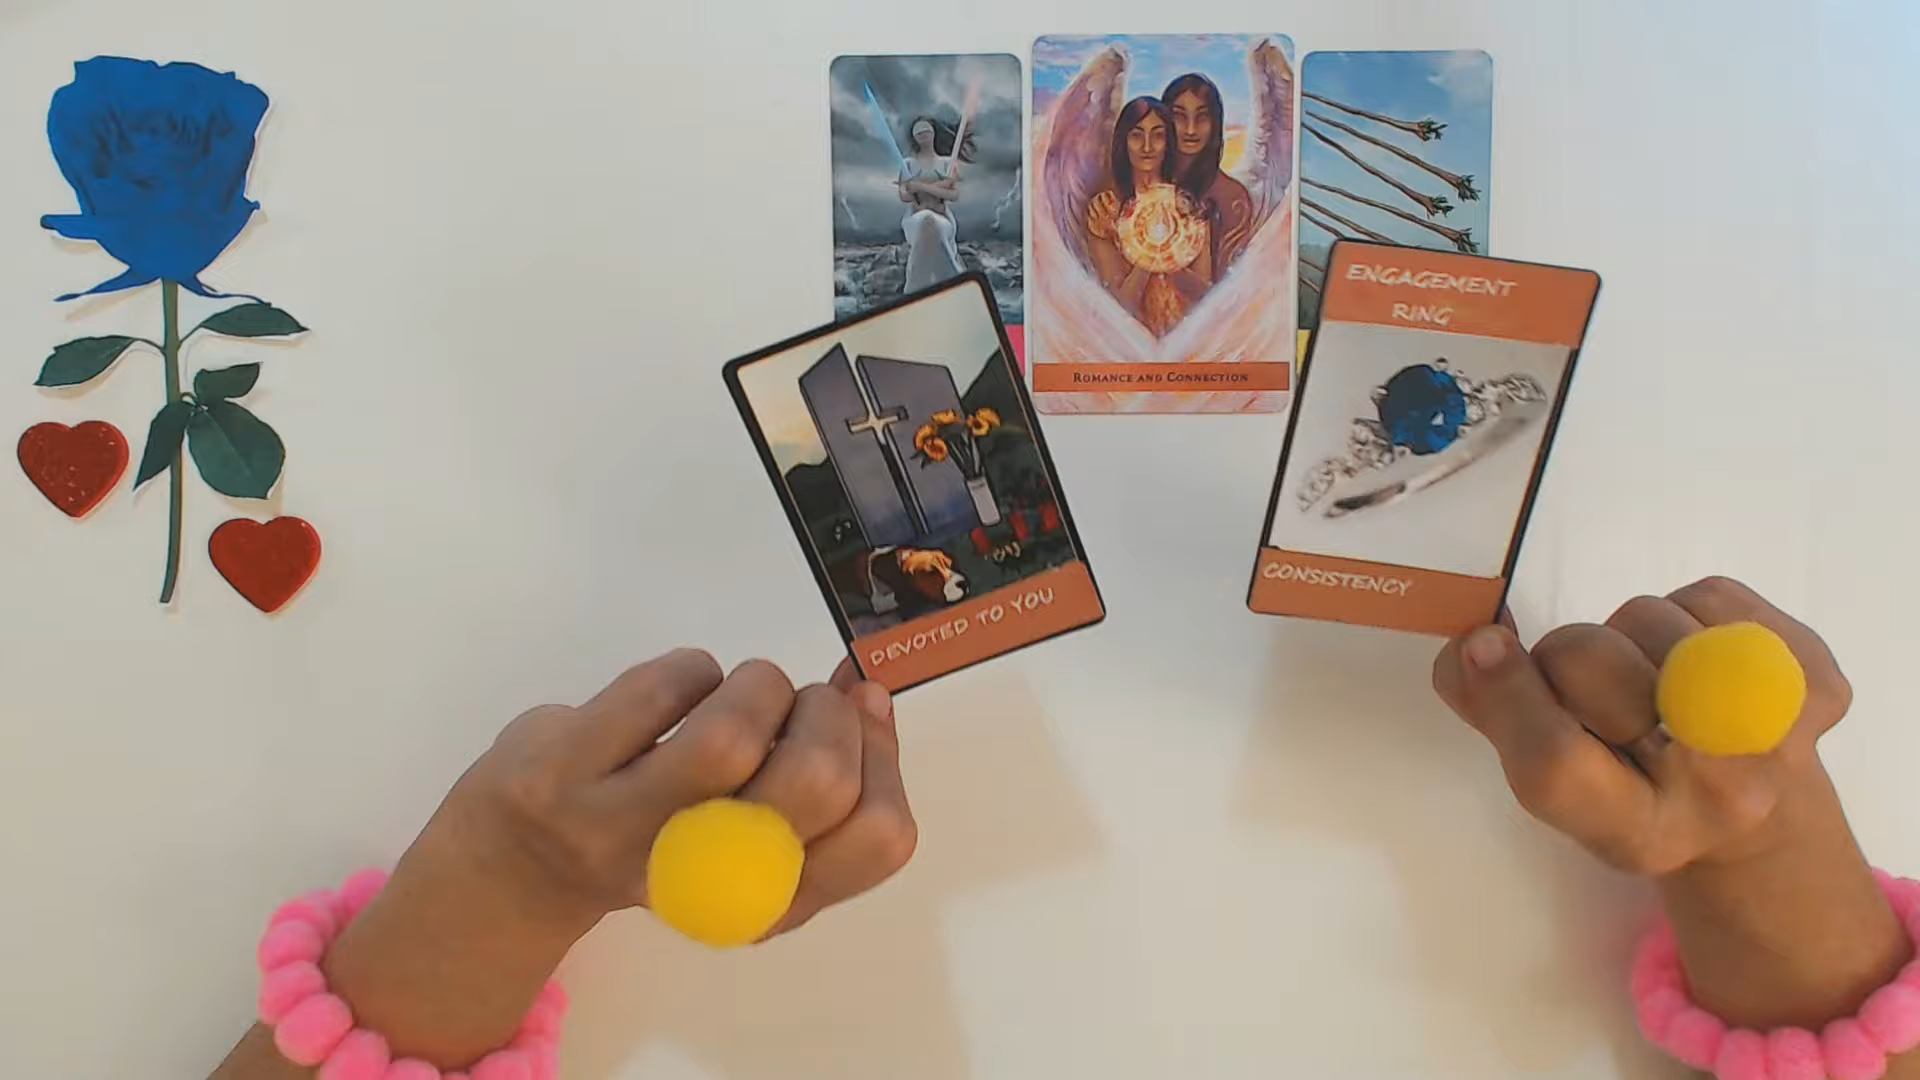 ROMANCE AND CONNECTION
ENGAGEMENT
RING
CONSISTENCY
DEVOTED TO YOU